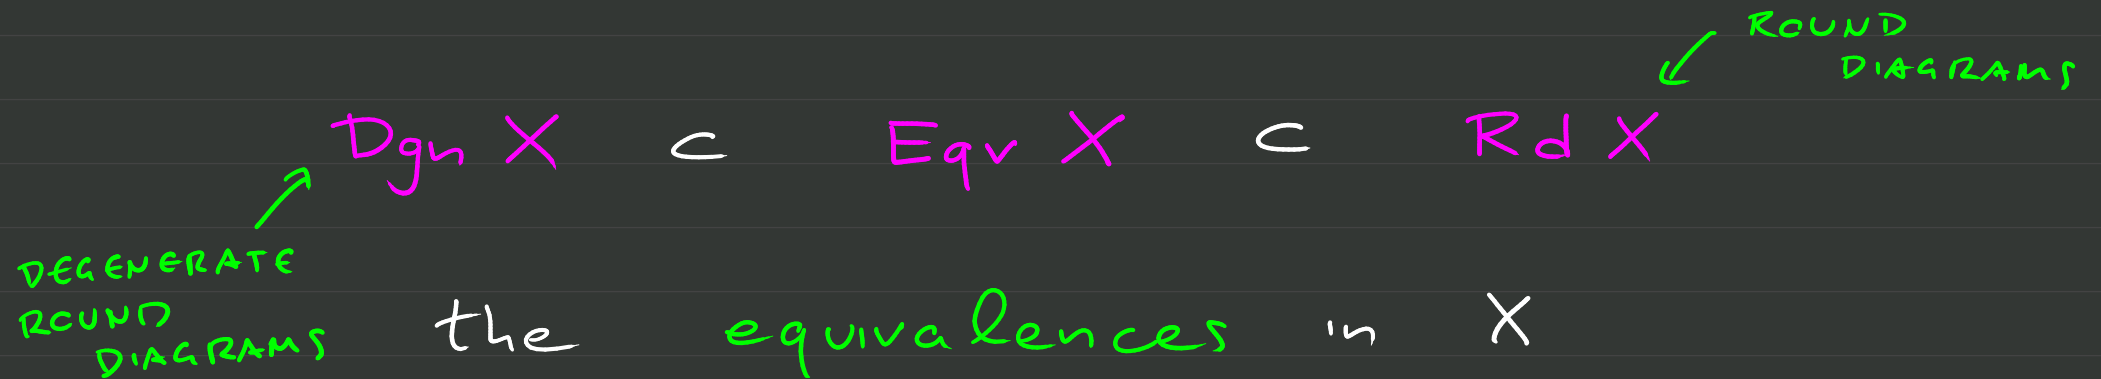 ROUND
DIAGRAMS
Dgn X ⊂ Eqv X ⊂ Rd X
DEGENERATE
ROUND
DIAGRAMS
the equivalences in X